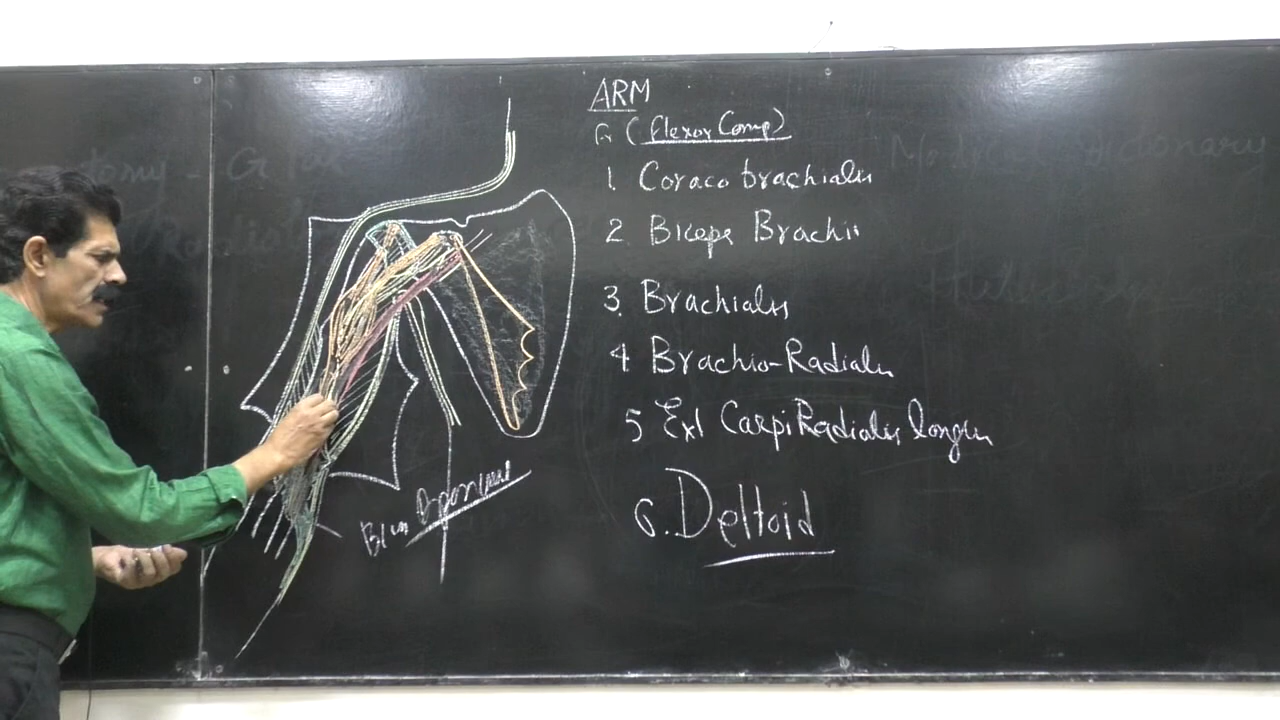 ARM
(flexor Comp)
1. Coraco brachialis
2 Biceps Brachii
3. Brachialis
4 Brachio-Radialis
5 Ext Carpi Radialis longus
6. Deltoid